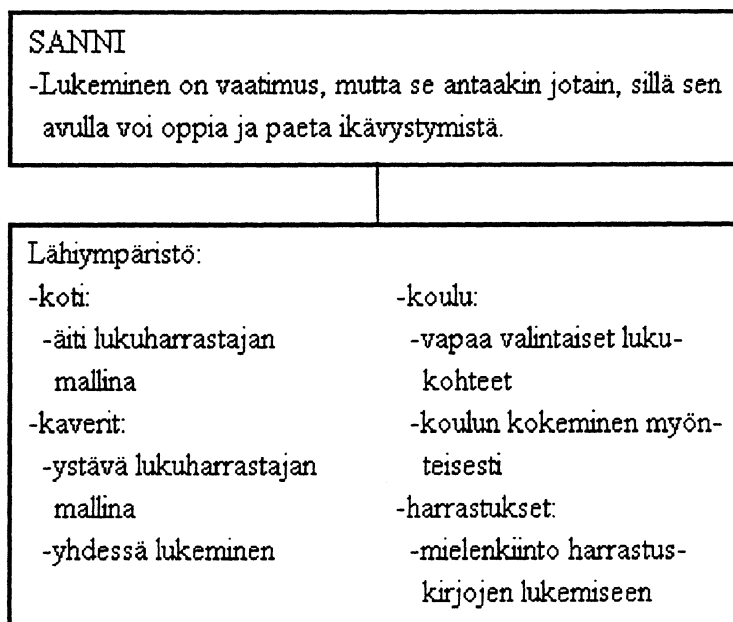 SANNI
-Lukeminen on vaatimus, mutta se antaakin jotain, sillä sen
avulla voi oppia ja paeta ikävystymistä.
Lähiympäristö:
-koti:
-äiti lukuharrastajan
mallina
-kaverit:
-ystävä lukuharrastajan
mallina
-yhdessä lukeminen
-koulu:
-vapaa valintaiset luku-
kohteet
-koulun kokeminen myön-
teisesti
-harrastukset:
-mielenkiinto harrastus-
kirjojen lukemiseen